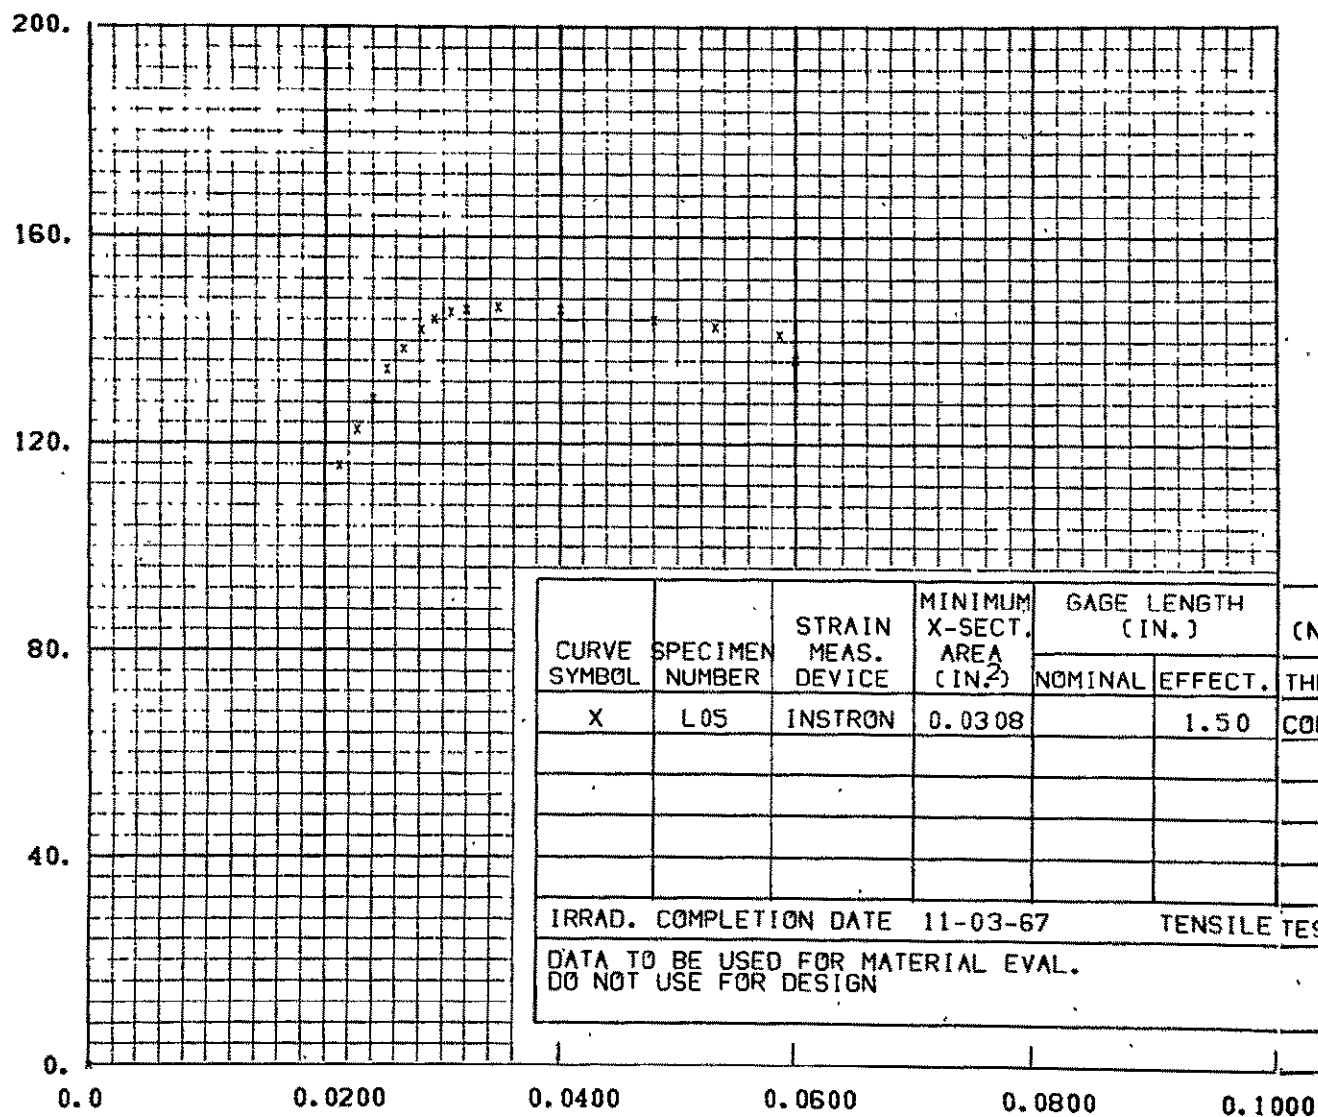 200.
160.
120.
80.
40.
0.
0.0 0.0200 0.0400 0.0600 0.0800 0.1000
CURVE SYMBOL
SPECIMEN NUMBER
STRAIN MEAS. DEVICE
MINIMUM X-SECT. AREA (IN.2)
GAGE LENGTH (IN.)
NOMINAL EFFECT.
X L05 INSTRON 0.0308 1.50
IRRAD. COMPLETION DATE 11-03-67 TENSILE
DATA TO BE USED FOR MATERIAL EVAL.
DO NOT USE FOR DESIGN